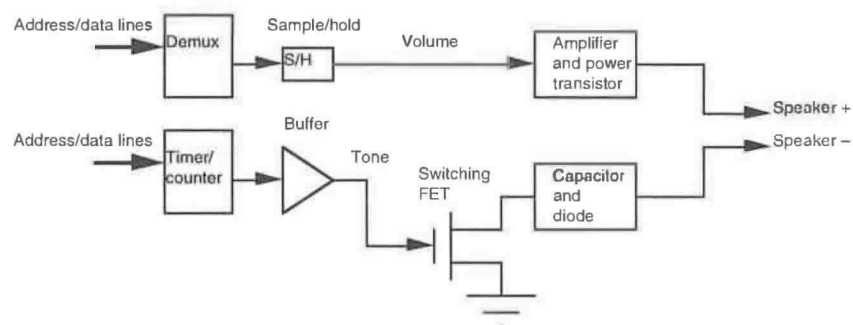 Address/data lines
Demux
Sample/hold
S/H
Volume
Amplifier
and power
transistor
Speaker +
Address/data lines
Timer/
counter
Buffer
Tone
Switching
FET
Capacitor
and
diode
Speaker –